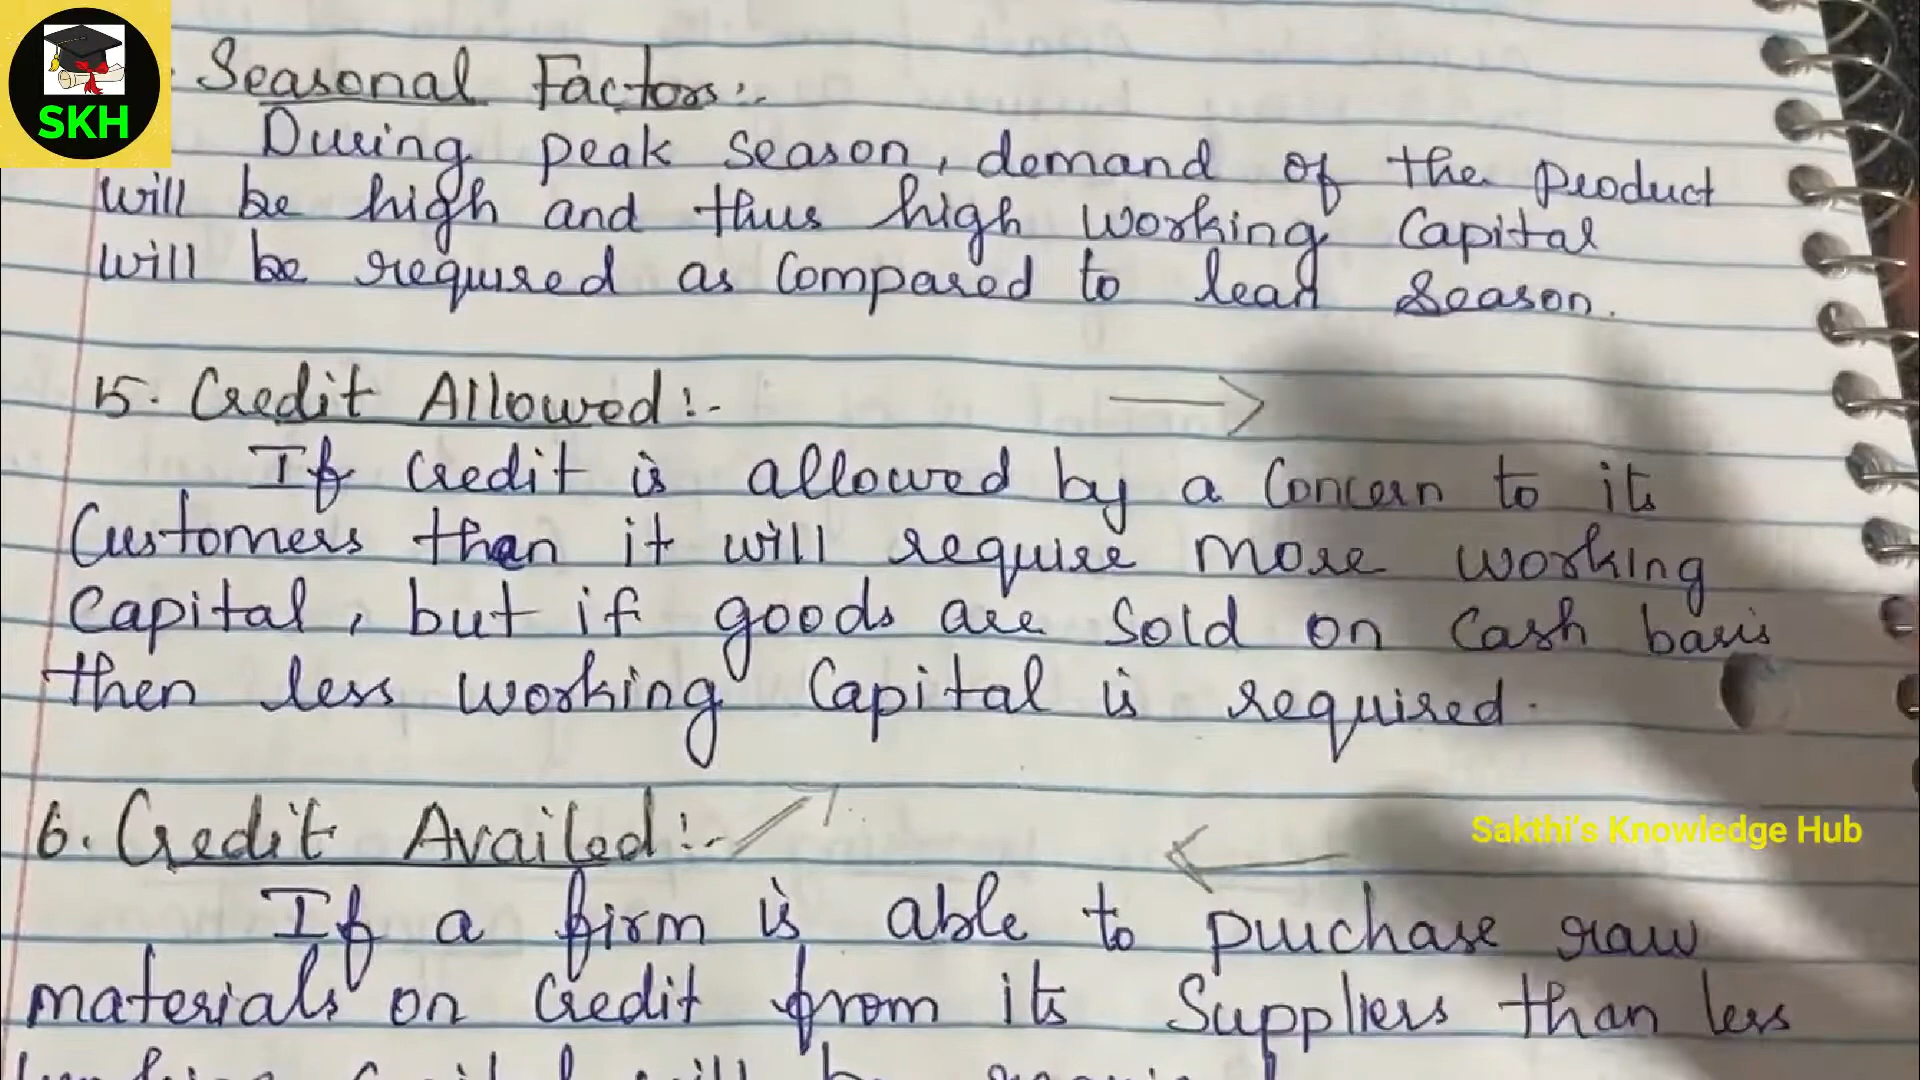 SKH
Seasonal Factors:-
During peak season, demand of the product
will be high and thus high working Capital
will be required as Compared to lean season.
5. Credit Allowed:-
If credit is allowed by a Concern to its
Customers then it will require more working
Capital, but if goods are sold on Cash basis
then less working Capital is required.
6. Credit Availed:-
Sakthi's Knowledge Hub
If a firm is able to purchase raw
materials on credit from its Suppliers than less